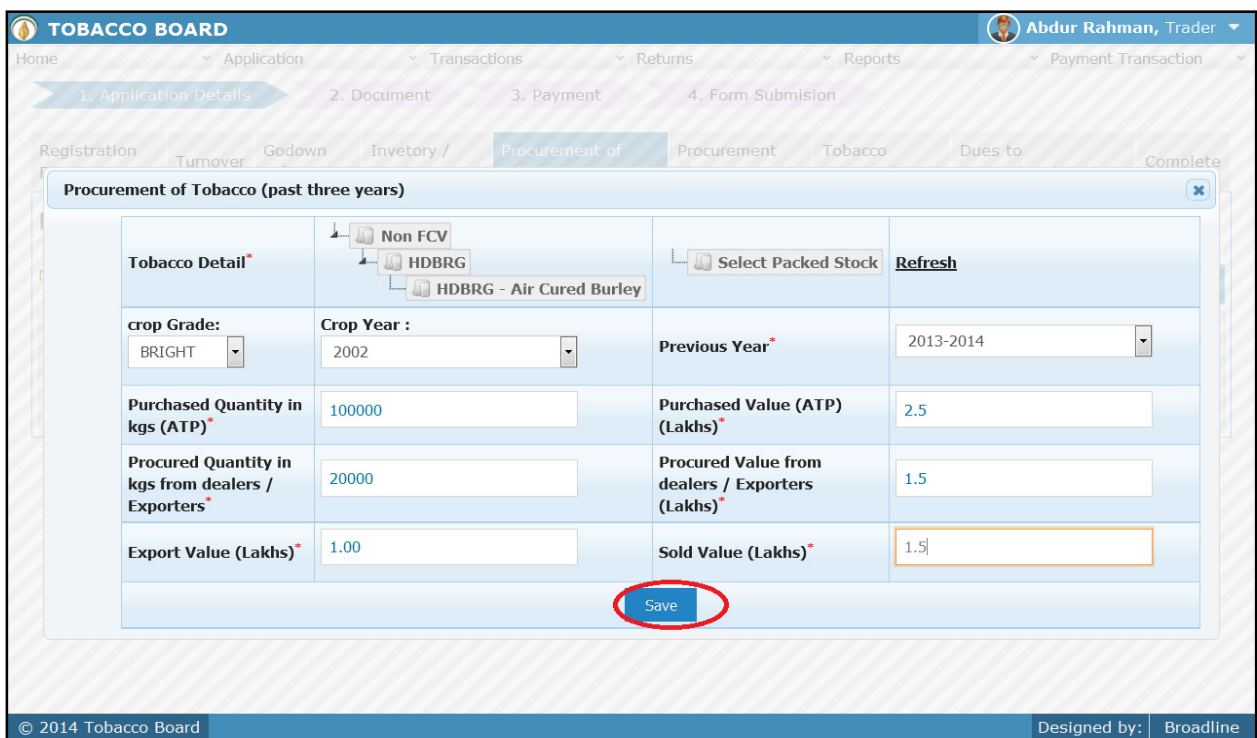 TOBACCO BOARD
Abdur Rahman, Trader
Home Application Transactions Returns Reports Payment Transaction
1. Application Details 2. Document 3. Payment 4. Form Submision
Registration Turnover Godown Invetory / Procurement of Procurement Tobacco Dues to Complete
Procurement of Tobacco (past three years)
Tobacco Detail*
Non FCV
HDBRG
HDBRG - Air Cured Burley
Select Packed Stock
Refresh
crop Grade:
BRIGHT
Crop Year :
2002
Previous Year*
2013-2014
Purchased Quantity in
kgs (ATP)*
100000
Purchased Value (ATP)
(Lakhs)*
2.5
Procured Quantity in
kgs from dealers /
Exporters*
20000
Procured Value from
dealers / Exporters
(Lakhs)*
1.5
Export Value (Lakhs)*
1.00
Sold Value (Lakhs)*
1.5
Save
© 2014 Tobacco Board
Designed by: Broadline